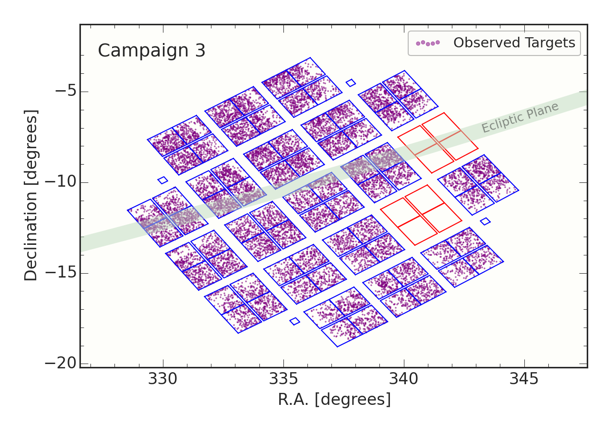 Campaign 3
Observed Targets
Ecliptic Plane
−5
−10
−15
−20
Declination [degrees]
330
335
340
345
R.A. [degrees]